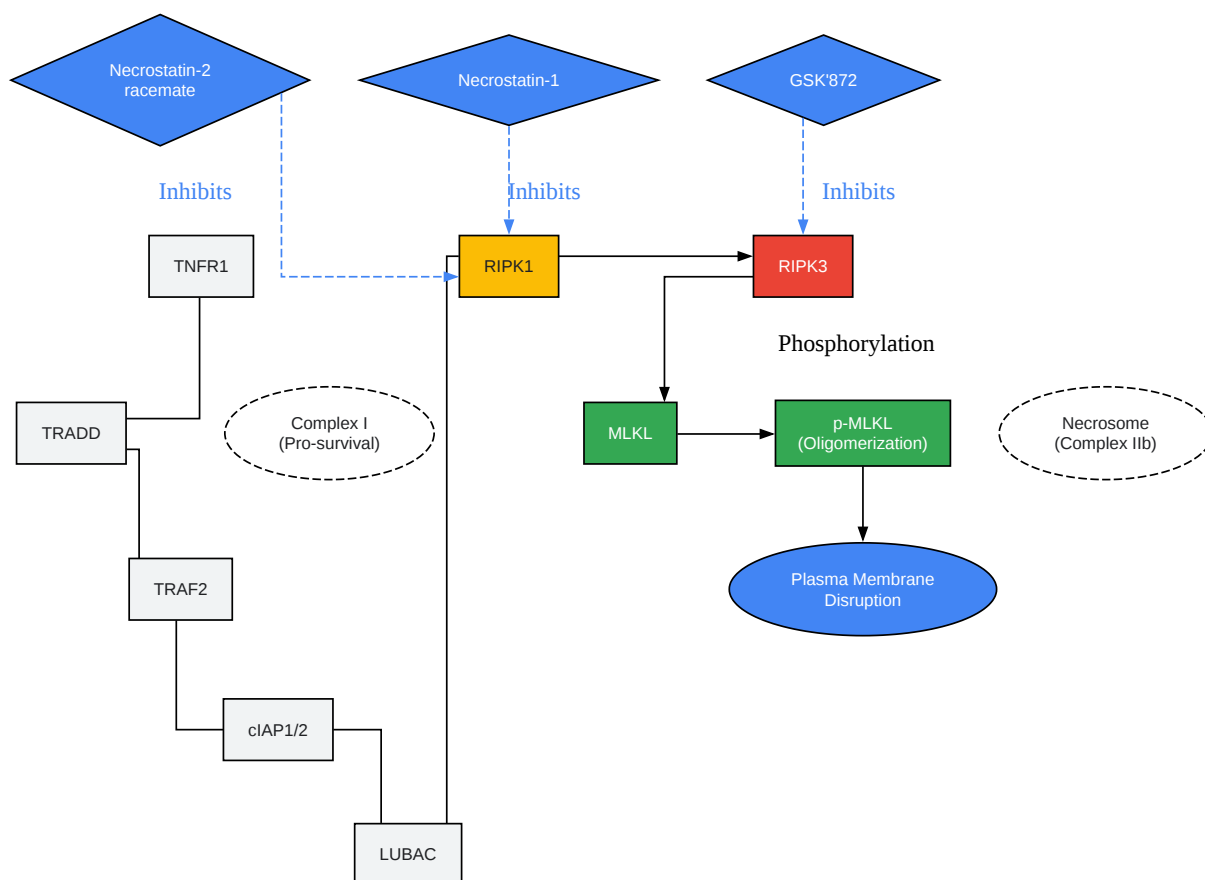 Necrostatin-2
racemate
Necrostatin-1
GSK'872
Inhibits
Inhibits
Inhibits
TNFR1
RIPK1
RIPK3
Phosphorylation
TRADD
Complex I
(Pro-survival)
MLKL
p-MLKL
(Oligomerization)
Necrosome
(Complex IIb)
TRAF2
Plasma Membrane
Disruption
cIAP1/2
LUBAC